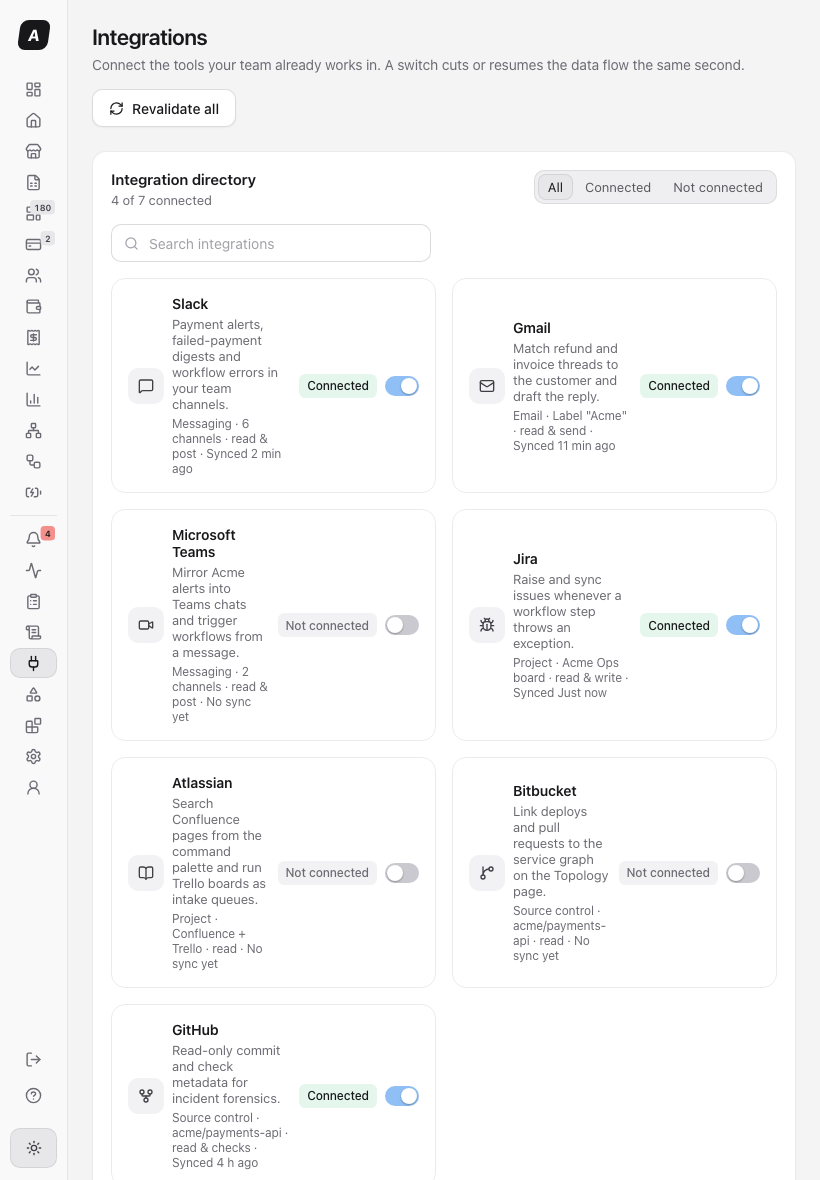 A
Integrations
Connect the tools your team already works in. A switch cuts or resumes the data flow the same second.
Revalidate all
180
2
4
Integration directory
4 of 7 connected
All
Connected
Not connected
Search integrations
Slack
Payment alerts,
failed-payment
digests and
workflow errors in
your team
channels.
Messaging · 6
channels · read &
post · Synced 2 min
ago
Connected
Gmail
Match refund and
invoice threads to
the customer and
draft the reply.
Email · Label "Acme"
· read & send ·
Synced 11 min ago
Connected
Microsoft
Teams
Mirror Acme
alerts into
Teams chats
and trigger
workflows from
a message.
Messaging · 2
channels · read &
post · No sync
yet
Not connected
Jira
Raise and sync
issues whenever a
workflow step
throws an
exception.
Project · Acme Ops
board · read & write ·
Synced Just now
Connected
Atlassian
Search
Confluence
pages from the
command
palette and run
Trello boards as
intake queues.
Project ·
Confluence +
Trello · read · No
sync yet
Not connected
Bitbucket
Link deploys
and pull
requests to the
service graph
on the Topology
page.
Source control ·
acme/payments-
api · read · No
sync yet
Not connected
GitHub
Read-only commit
and check
metadata for
incident forensics.
Source control ·
acme/payments-api ·
read & checks ·
Synced 4 h ago
Connected